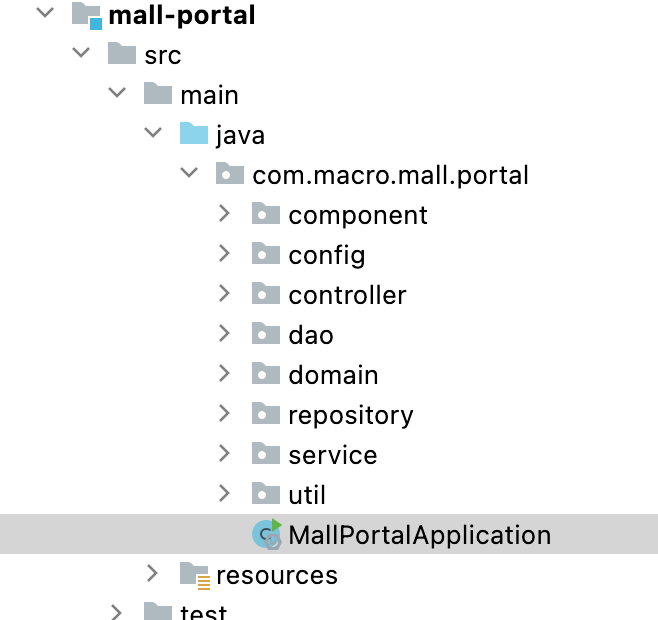 mall-portal
src
main
java
com.macro.mall.portal
component
config
controller
dao
domain
repository
service
util
MallPortalApplication
resources
test